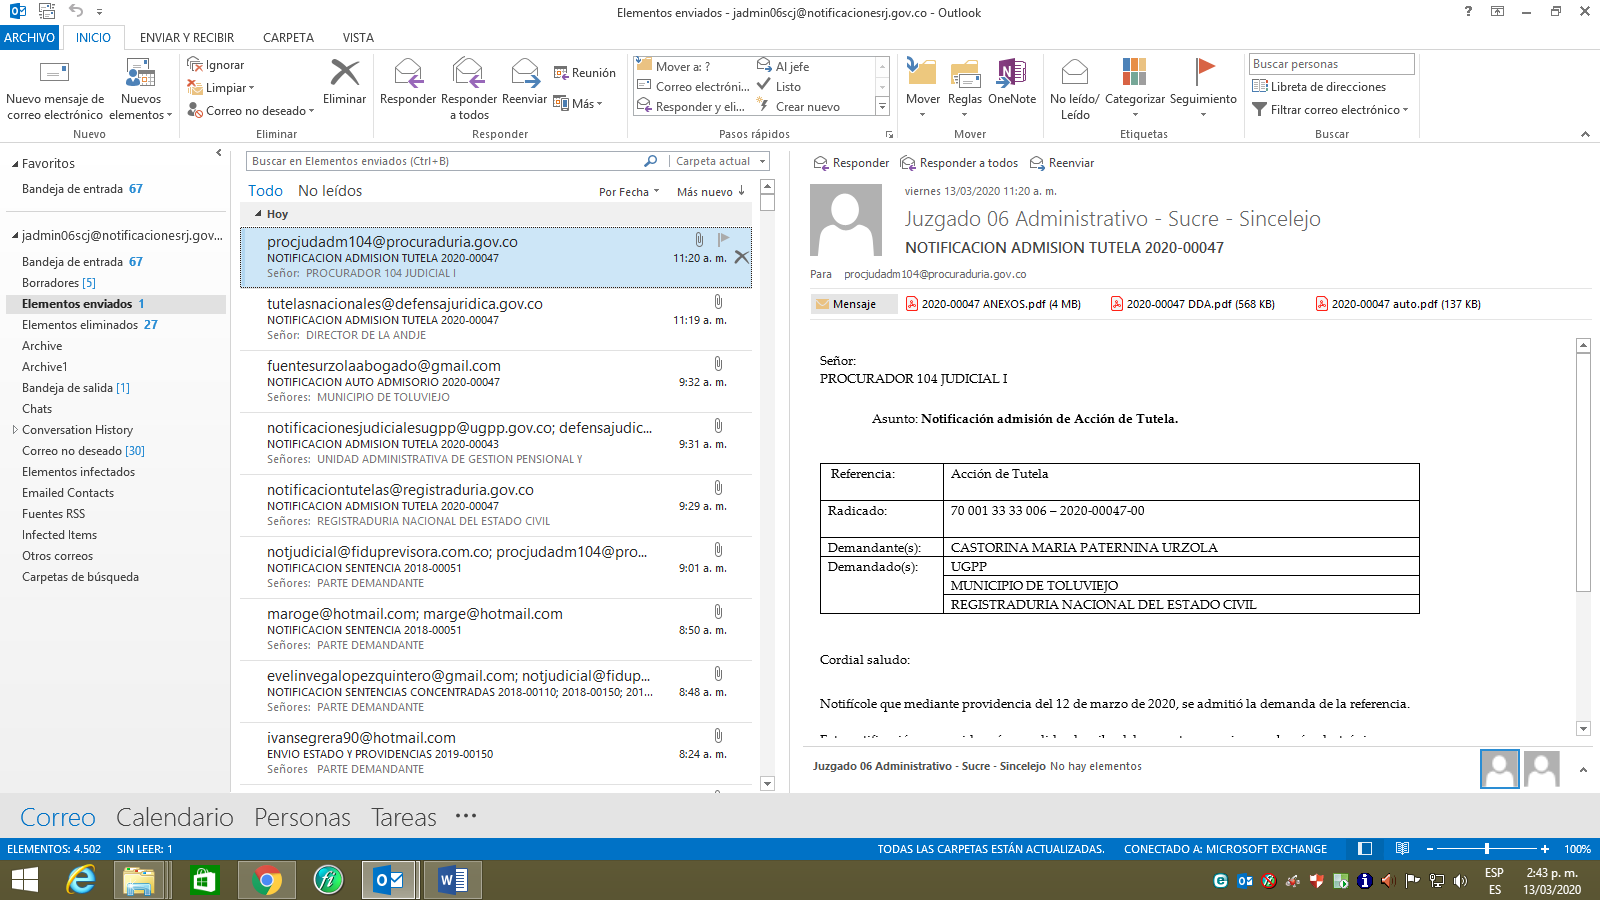 Elementos enviados - jadmin06scj@notificacionesrj.gov.co - Outlook
ARCHIVO INICIO ENVIAR Y RECIBIR CARPETA VISTA
Nuevo mensaje de correo electrónico
Nuevos elementos
Nuevo
Ignorar
Limpiar
Correo no deseado
Eliminar
Eliminar
Responder
Responder a todos
Reenviar
Reunión
Más
Responder
Mover a: ?
Correo electróni...
Responder y eli...
Al jefe
Listo
Crear nuevo
Pasos rápidos
Mover
Reglas
OneNote
Mover
No leído/ Leído
Categorizar
Seguimiento
Etiquetas
Buscar personas
Libreta de direcciones
Filtrar correo electrónico
Buscar
Favoritos
Bandeja de entrada 67
jadmin06scj@notificacionesrj.gov...
Bandeja de entrada 67
Borradores [5]
Elementos enviados 1
Elementos eliminados 27
Archive
Archive1
Bandeja de salida [1]
Chats
Conversation History
Correo no deseado [30]
Elementos infectados
Emailed Contacts
Fuentes RSS
Infected Items
Otros correos
Carpetas de búsqueda
Buscar en Elementos enviados (Ctrl+B) Carpeta actual
Todo No leídos Por Fecha Más nuevo
Hoy
procjudadm104@procuraduria.gov.co
NOTIFICACION ADMISION TUTELA 2020-00047 11:20 a. m.
Señor: PROCURADOR 104 JUDICIAL I
tutelasnacionales@defensajuridica.gov.co
NOTIFICACION ADMISION TUTELA 2020-00047 11:19 a. m.
Señor: DIRECTOR DE LA ANDJE
fuentesurzolaabogado@gmail.com
NOTIFICACION AUTO ADMISORIO 2020-00047 9:32 a. m.
Señores: MUNICIPIO DE TOLUVIEJO
notificacionesjudicialesugpp@ugpp.gov.co; defensajudic...
NOTIFICACION ADMISION TUTELA 2020-00043 9:31 a. m.
Señores: UNIDAD ADMINISTRATIVA DE GESTION PENSIONAL Y
notificaciontutelas@registraduria.gov.co
NOTIFICACION ADMISION TUTELA 2020-00047 9:29 a. m.
Señores: REGISTRADURIA NACIONAL DEL ESTADO CIVIL
notjudicial@fiduprevisora.com.co; procjudadm104@pro...
NOTIFICACION SENTENCIA 2018-00051 9:01 a. m.
Señores: PARTE DEMANDANTE
maroge@hotmail.com; marge@hotmail.com
NOTIFICACION SENTENCIA 2018-00051 8:50 a. m.
Señores: PARTE DEMANDANTE
evelinvegalopezquintero@gmail.com; notjudicial@fidup...
NOTIFICACION SENTENCIAS CONCENTRADAS 2018-00110; 2018-00150; 201... 8:48 a. m.
Señores: PARTE DEMANDANTE
ivansegrera90@hotmail.com
ENVIO ESTADO Y PROVIDENCIAS 2019-00150 8:24 a. m.
Señores PARTE DEMANDANTE
Responder Responder a todos Reenviar
viernes 13/03/2020 11:20 a. m.
Juzgado 06 Administrativo - Sucre - Sincelejo
NOTIFICACION ADMISION TUTELA 2020-00047
Para procjudadm104@procuraduria.gov.co
Mensaje 2020-00047 ANEXOS.pdf (4 MB) 2020-00047 DDA.pdf (568 KB) 2020-00047 auto.pdf (137 KB)
Señor:
PROCURADOR 104 JUDICIAL I
Asunto: Notificación admisión de Acción de Tutela.
Referencia: Acción de Tutela
Radicado: 70 001 33 33 006 – 2020-00047-00
Demandante(s): CASTORINA MARIA PATERNINA URZOLA
Demandado(s): UGPP
MUNICIPIO DE TOLUVIEJO
REGISTRADURIA NACIONAL DEL ESTADO CIVIL
Cordial saludo:
Notifícole que mediante providencia del 12 de marzo de 2020, se admitió la demanda de la referencia.
Juzgado 06 Administrativo - Sucre - Sincelejo No hay elementos
Correo Calendario Personas Tareas
ELEMENTOS: 4.502 SIN LEER: 1 TODAS LAS CARPETAS ESTÁN ACTUALIZADAS. CONECTADO A: MICROSOFT EXCHANGE 100%
ESP 2:43 p. m.
ES 13/03/2020